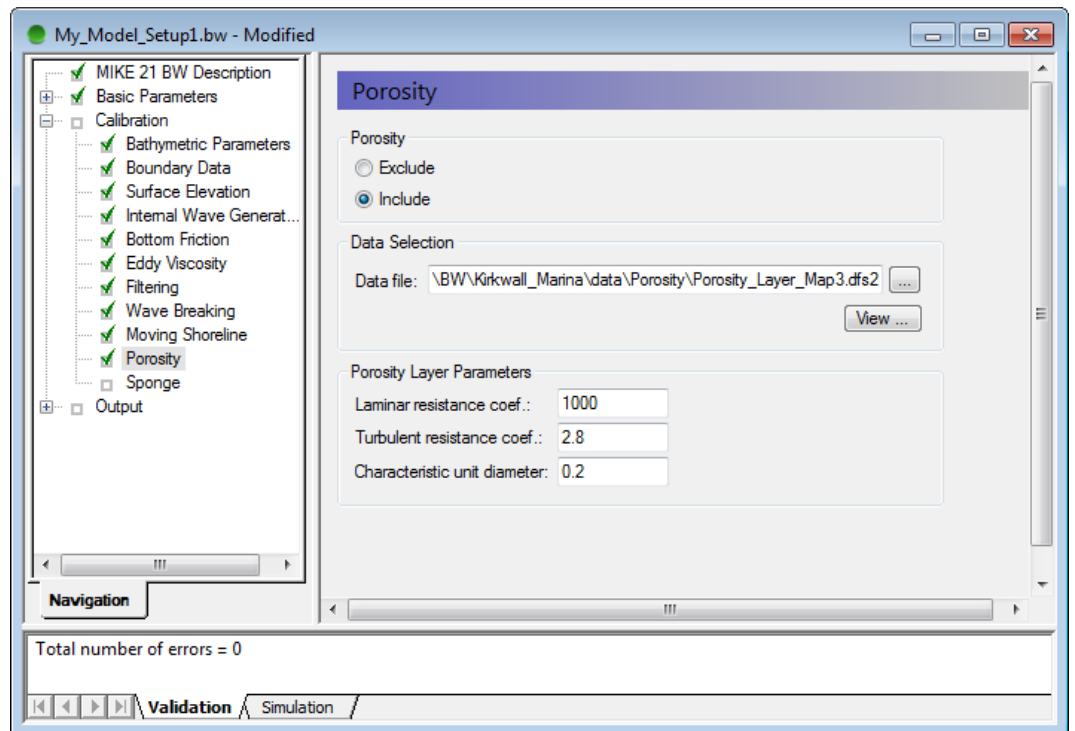 My_Model_Setup1.bw - Modified
MIKE 21 BW Description
Basic Parameters
Calibration
Bathymetric Parameters
Boundary Data
Surface Elevation
Internal Wave Generat...
Bottom Friction
Eddy Viscosity
Filtering
Wave Breaking
Moving Shoreline
Porosity
Sponge
Output
Navigation
Porosity
Porosity
Exclude
Include
Data Selection
Data file: \BW\Kirkwall_Marina\data\Porosity\Porosity_Layer_Map3.dfs2 ...
View ...
Porosity Layer Parameters
Laminar resistance coef.: 1000
Turbulent resistance coef.: 2.8
Characteristic unit diameter: 0.2
Total number of errors = 0
Validation Simulation